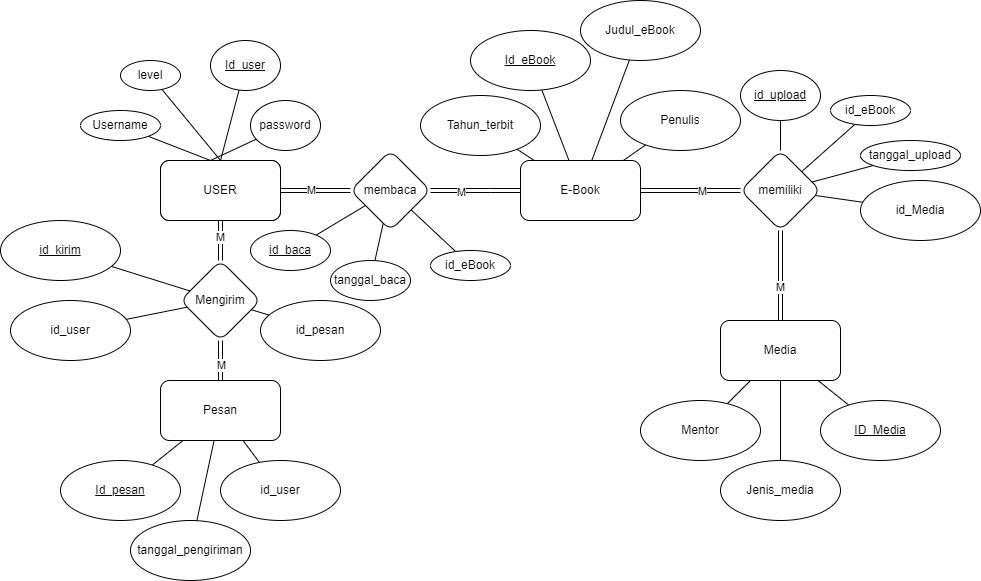 Judul_eBook
Id_eBook
Id_user
level
id_upload
id_eBook
Username
password
Tahun_terbit
Penulis
tanggal_upload
USER
M
membaca
M
E-Book
M
memiliki
id_Media
M
id_kirim
id_baca
id_eBook
tanggal_baca
M
Mengirim
id_user
id_pesan
Media
M
Pesan
Mentor
ID_Media
Id_pesan
id_user
Jenis_media
tanggal_pengiriman